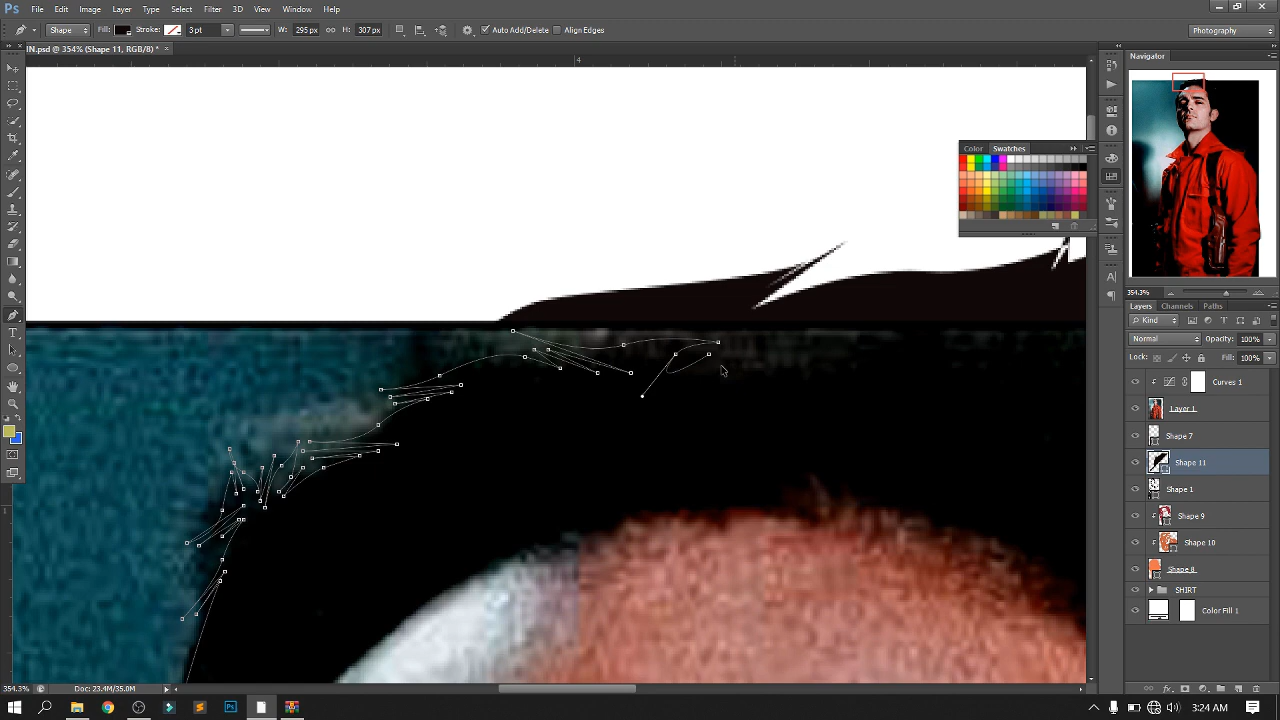 Ps File Edit Image Layer Type Select Filter 3D View Window Help
Shape Fill: Stroke: 3 pt W: 295 px H: 307 px Auto Add/Delete Align Edges Photography
IN.psd @ 354% (Shape 11, RGB/8) * ×
4
Navigator
Color Swatches
354.3%
Layers Channels Paths
Kind
Normal Opacity: 100%
Lock: Fill: 100%
Curves 1
Layer 1
Shape 7
Shape 11
Shape 1
Shape 9
Shape 10
Shape 8
SHIRT
Color Fill 1
354.3% Doc: 23.4M/35.0M
3:24 AM